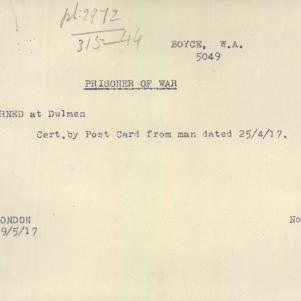 pl. 2972
315-44
BOYCE, W.A.
5049
PRISONER OF WAR
RNED at Dulmen
Cert.by Post Card from man dated 25/4/17.
ONDON
9/5/17
No